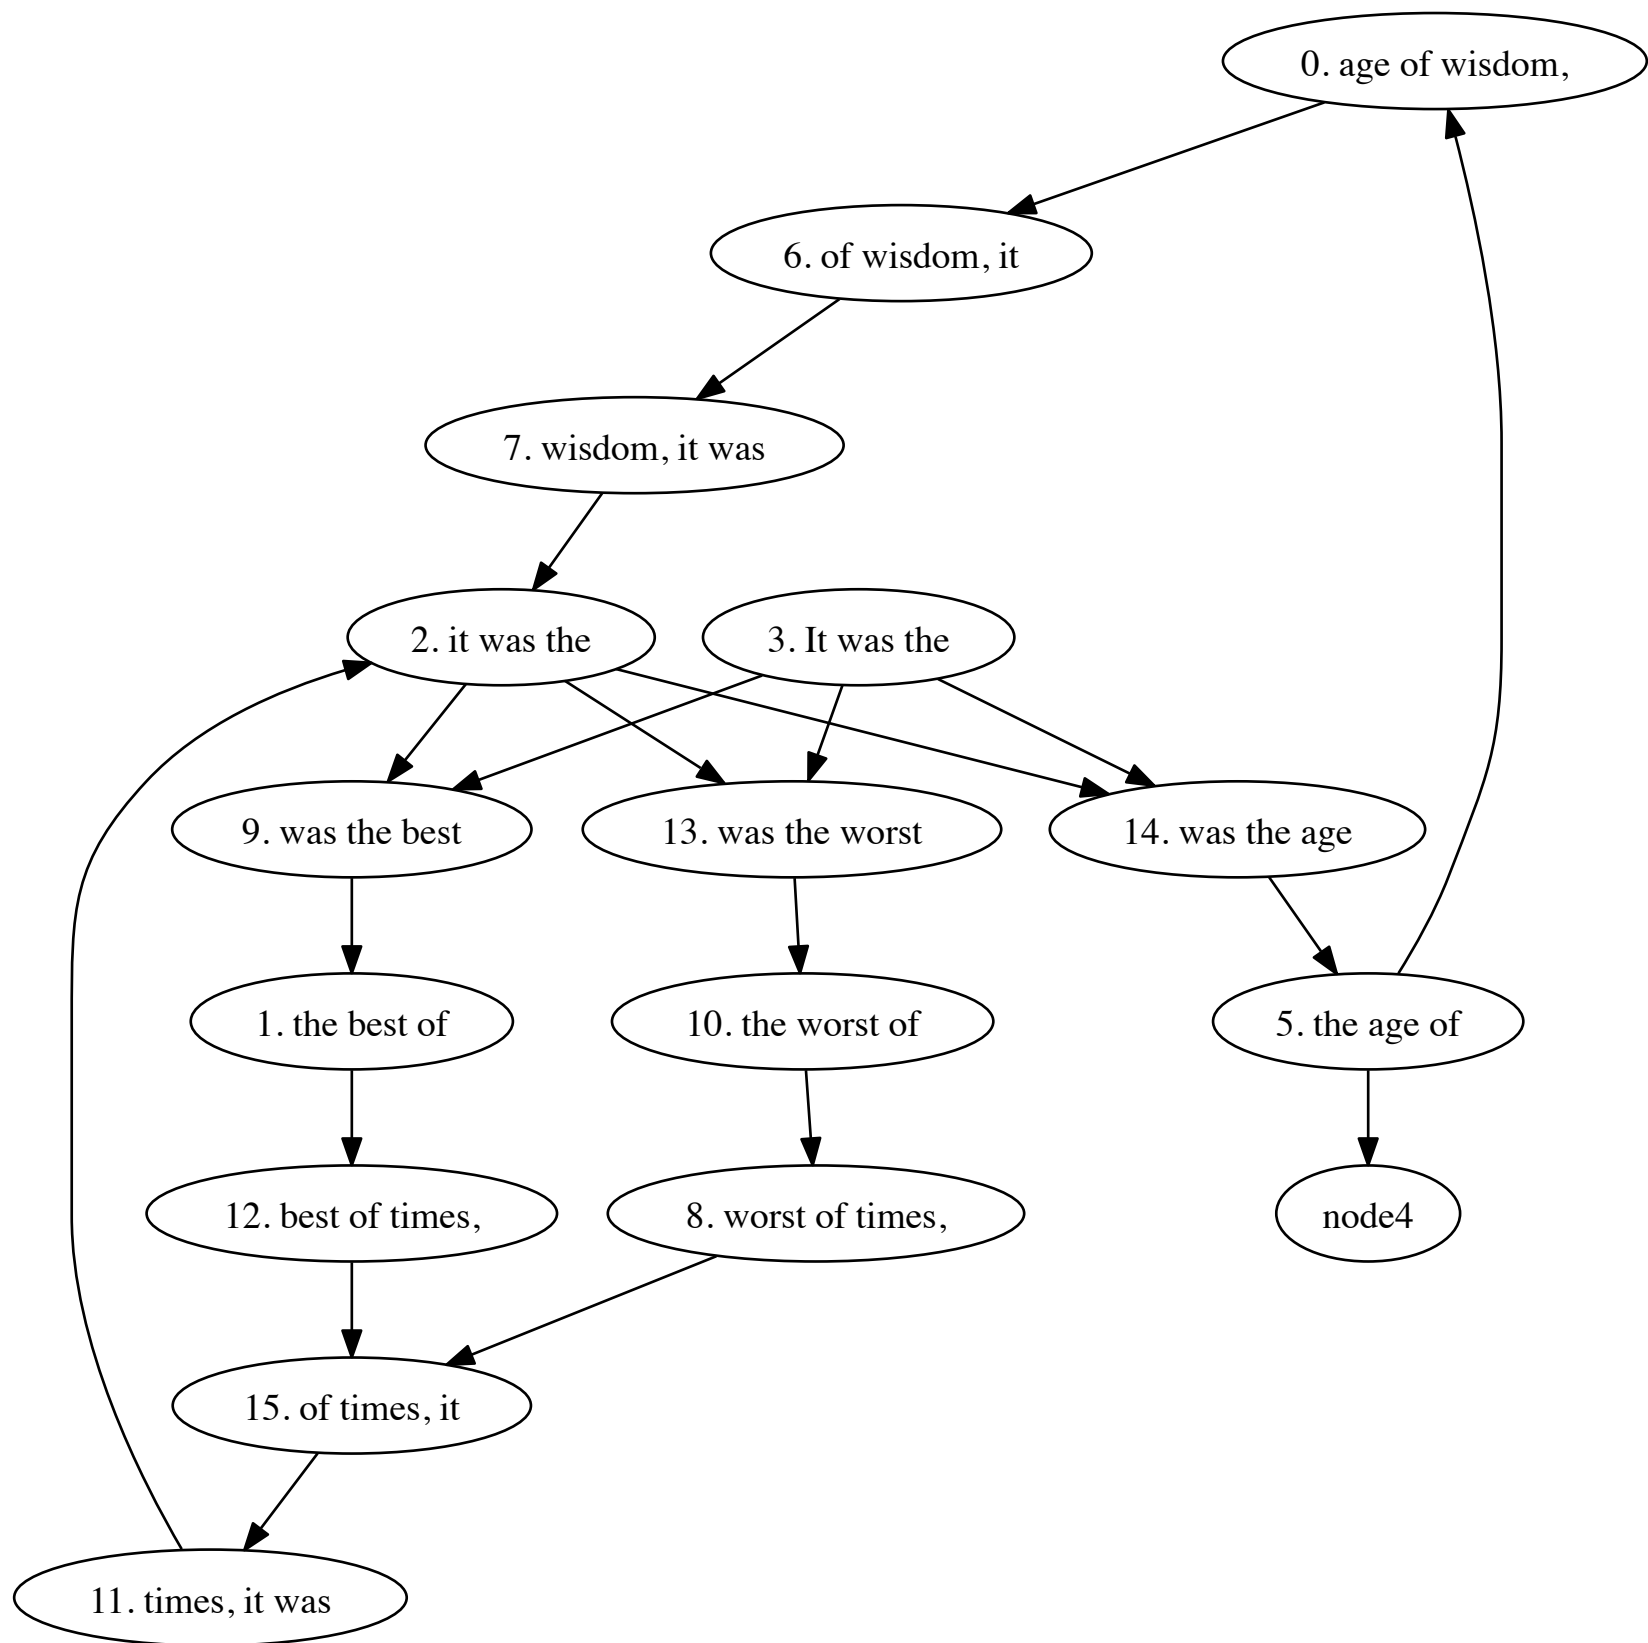 0. age of wisdom,
6. of wisdom, it
7. wisdom, it was
2. it was the
3. It was the
9. was the best
13. was the worst
14. was the age
1. the best of
10. the worst of
5. the age of
12. best of times,
8. worst of times,
node4
15. of times, it
11. times, it was